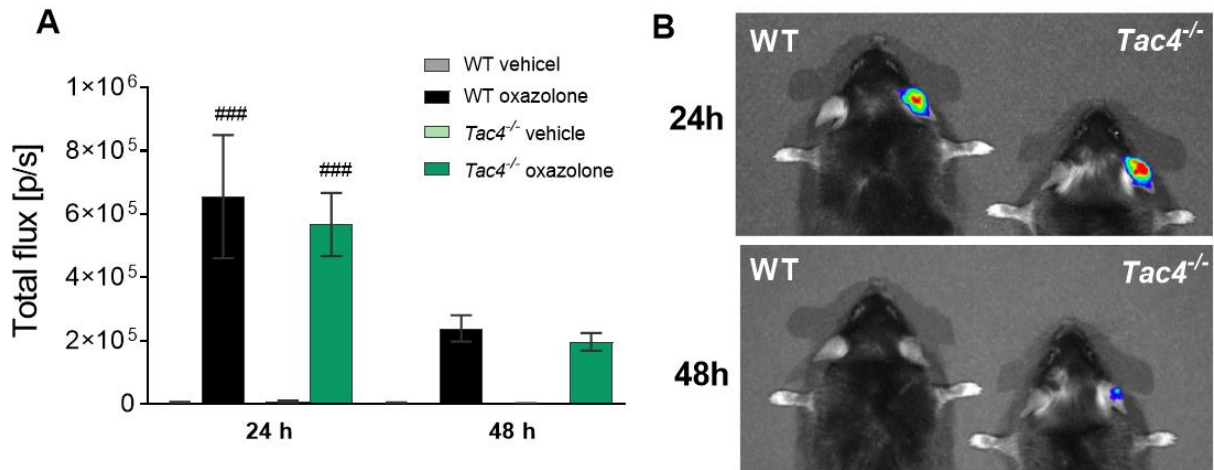 A
Total flux [p/s]
1×10⁶
8×10⁵
6×10⁵
4×10⁵
2×10⁵
0
###
###
24 h
48 h
WT vehicel
WT oxazolone
Tac4⁻/⁻ vehicle
Tac4⁻/⁻ oxazolone
B
24h
WT
Tac4⁻/⁻
48h
WT
Tac4⁻/⁻